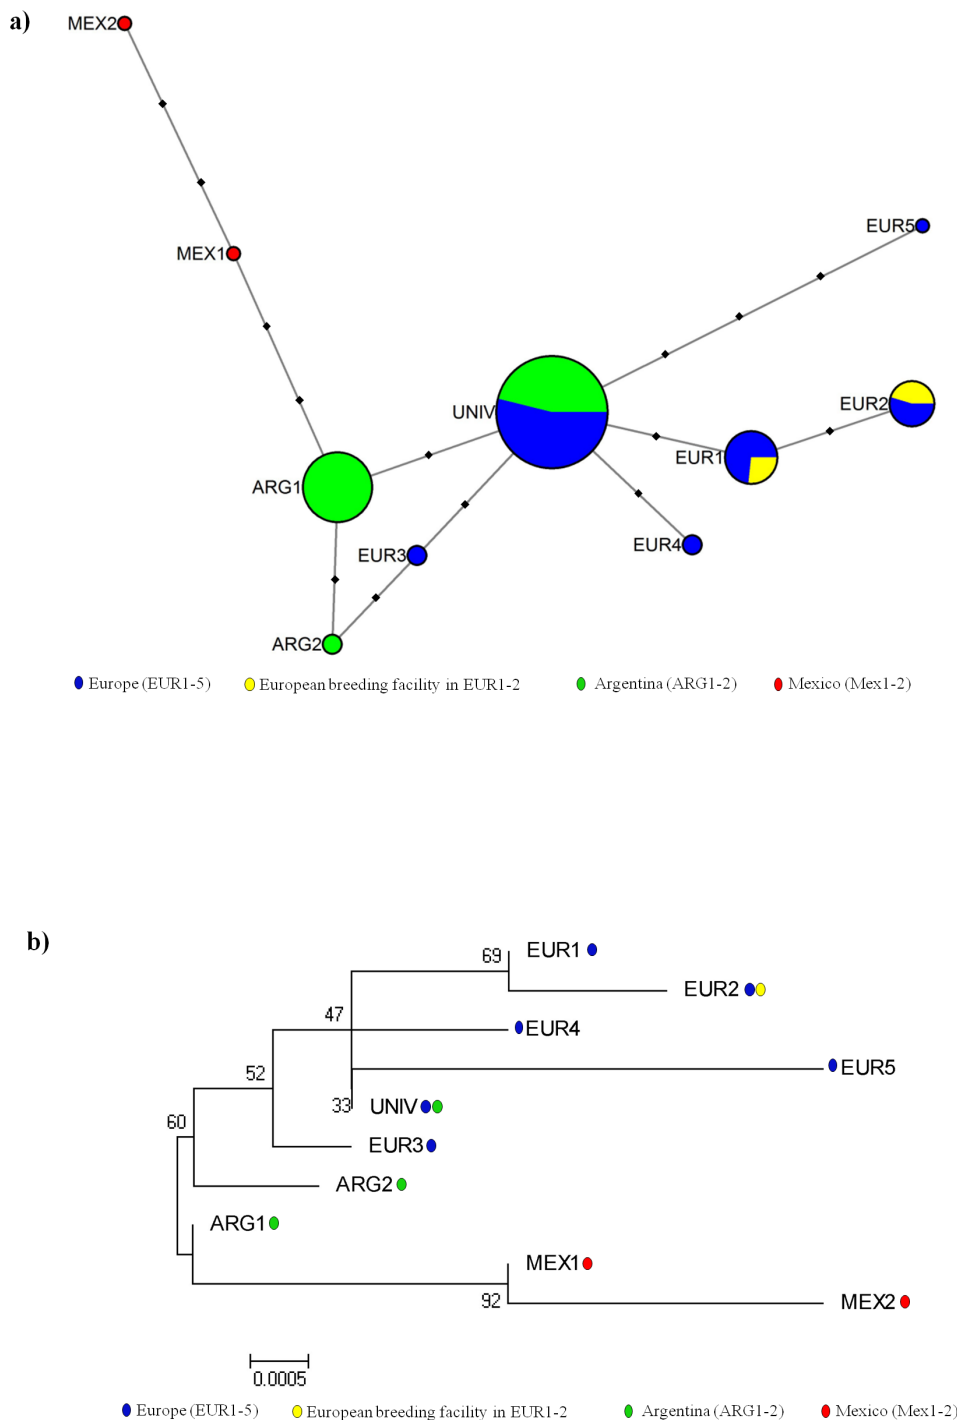 a)
MEX2
MEX1
EUR5
EUR2
UNIV
EUR1
ARG1
EUR3
EUR4
ARG2
Europe (EUR1-5) European breeding facility in EUR1-2 Argentina (ARG1-2) Mexico (Mex1-2)
b)
69
EUR1
EUR2
47
EUR4
52
EUR5
33
UNIV
60
EUR3
ARG2
ARG1
MEX1
92
MEX2
0.0005
Europe (EUR1-5) European breeding facility in EUR1-2 Argentina (ARG1-2) Mexico (Mex1-2)